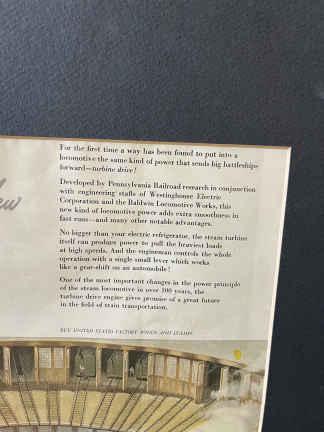 For the first time a way has been found to put into a
locomotive the same kind of power that sends big battleships
forward—turbine drive!
Developed by Pennsylvania Railroad research in conjunction
with engineering staffs of Westinghouse Electric
Corporation and the Baldwin Locomotive Works, this
new kind of locomotive power adds extra smoothness in
fast runs—and many other notable advantages.
No bigger than your electric refrigerator, the steam turbine
itself can produce power to pull the heaviest loads
at high speeds. And the engineman controls the whole
operation with a single small lever which works
like a gear-shift on an automobile!
One of the most important changes in the power principle
of the steam locomotive in over 100 years, the
turbine drive engine gives promise of a great future
in the field of train transportation.
BUY UNITED STATES VICTORY BONDS AND STAMPS